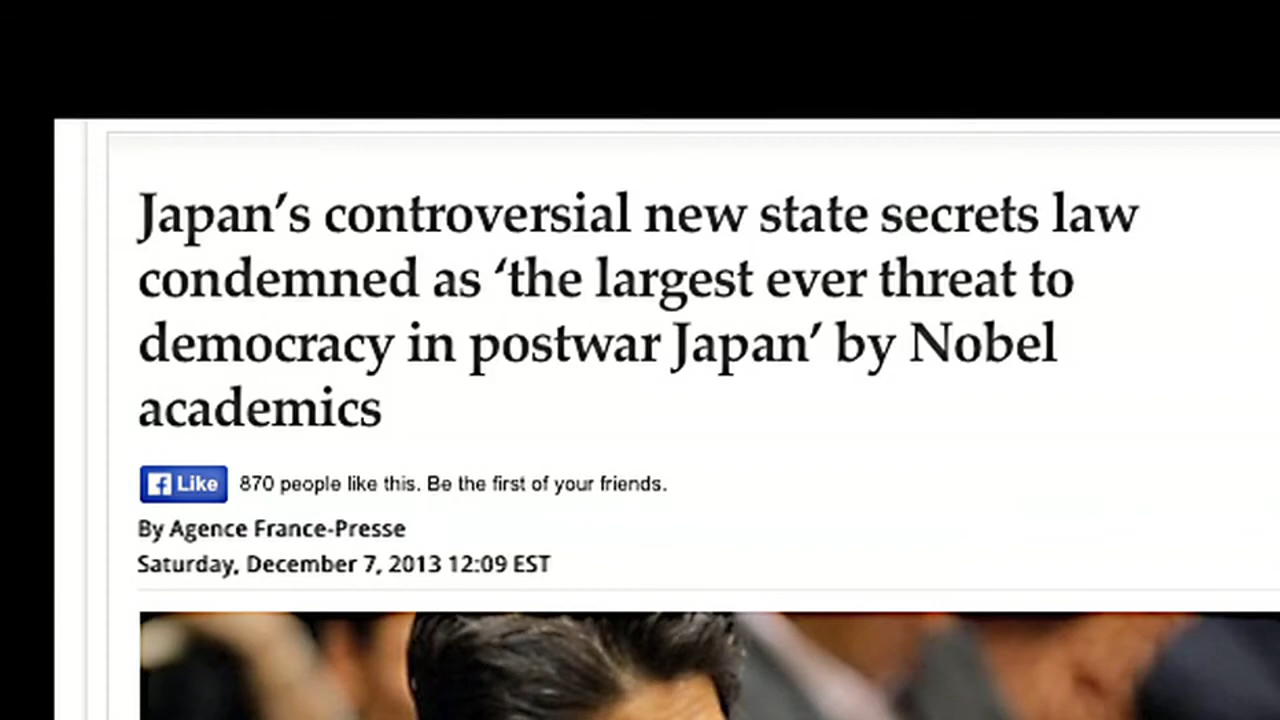 Japan’s controversial new state secrets law
condemned as ‘the largest ever threat to
democracy in postwar Japan’ by Nobel
academics
Like 870 people like this. Be the first of your friends.
By Agence France-Presse
Saturday, December 7, 2013 12:09 EST